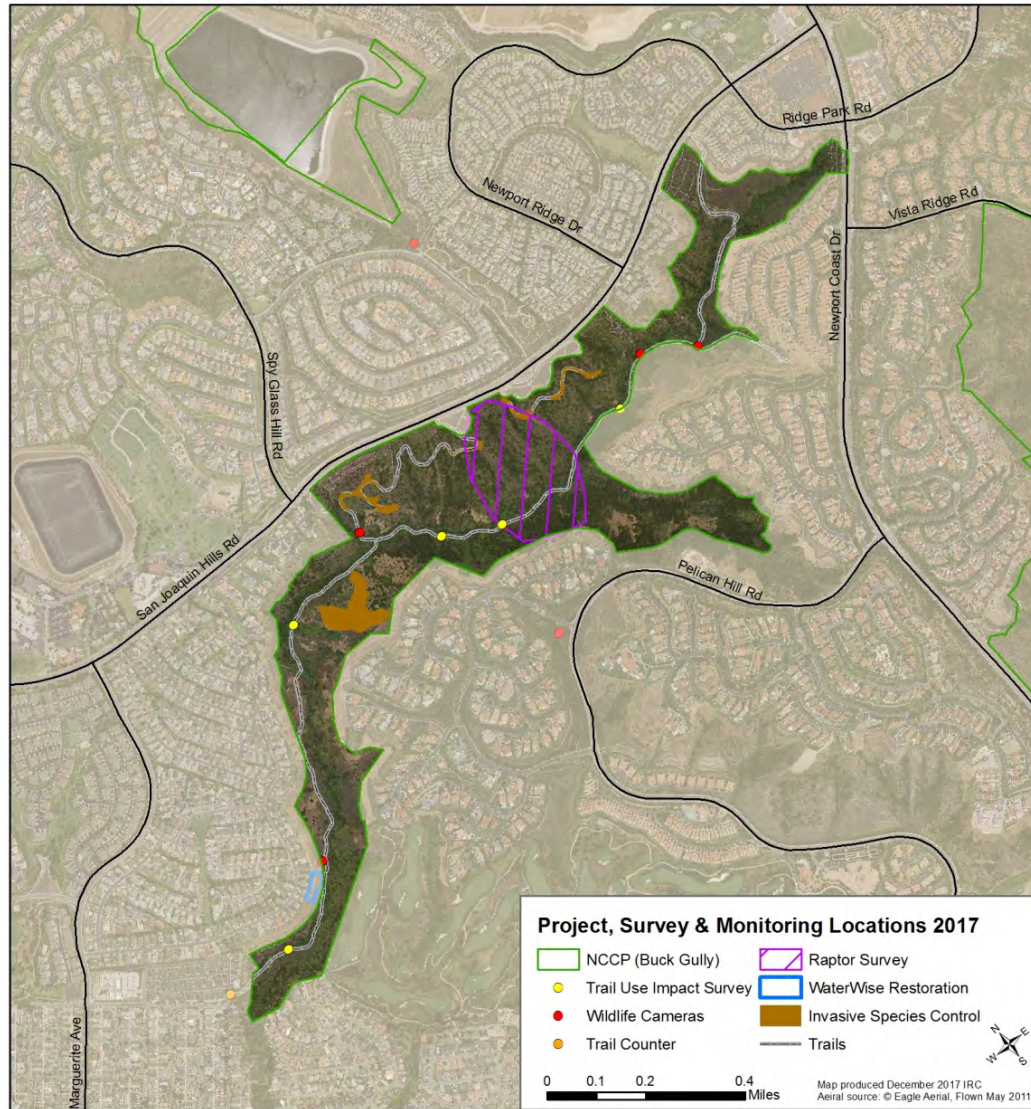 Ridge Park Rd
Newport Ridge Dr
Vista Ridge Rd
Newport Coast Dr
Spy Glass Hill Rd
San Joaquin Hills Rd
Pelican Hill Rd
Marguerite Ave
Project, Survey & Monitoring Locations 2017
NCCP (Buck Gully)
Trail Use Impact Survey
Wildlife Cameras
Trail Counter
Raptor Survey
WaterWise Restoration
Invasive Species Control
Trails
0 0.1 0.2 0.4
Miles
N
E
S
W
Map produced December 2017 IRC
Aeiral source: © Eagle Aerial, Flown May 2011